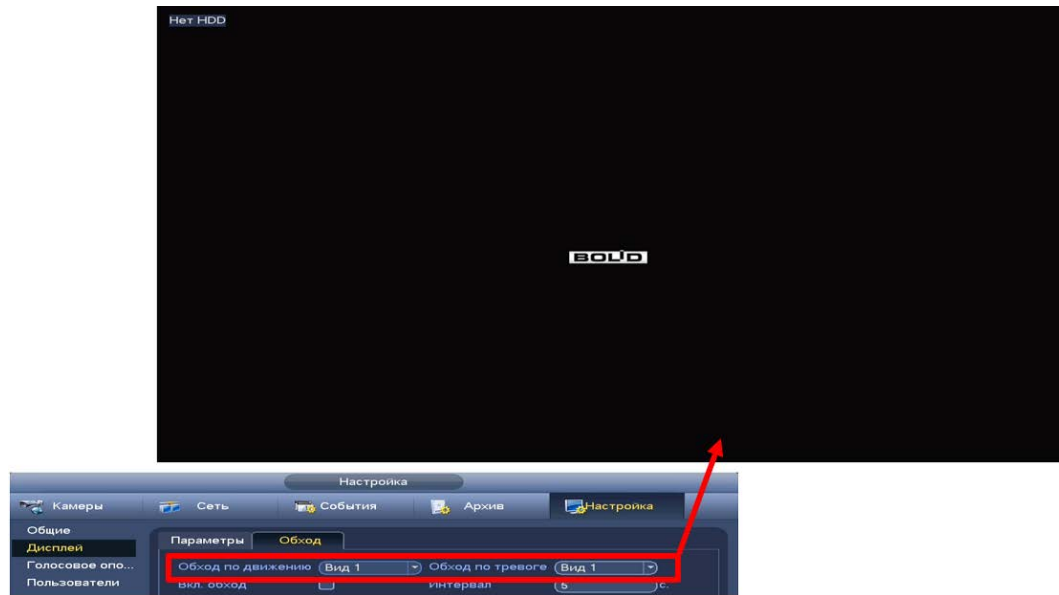 Нет HDD
BOLID
Настройка
Камеры Сеть События Архив Настройка
Общие
Дисплей
Параметры Обход
Голосовое опо...
Обход по движению Вид 1 Обход по тревоге Вид 1
Пользователи
Вкл. обход Интервал 5 с.